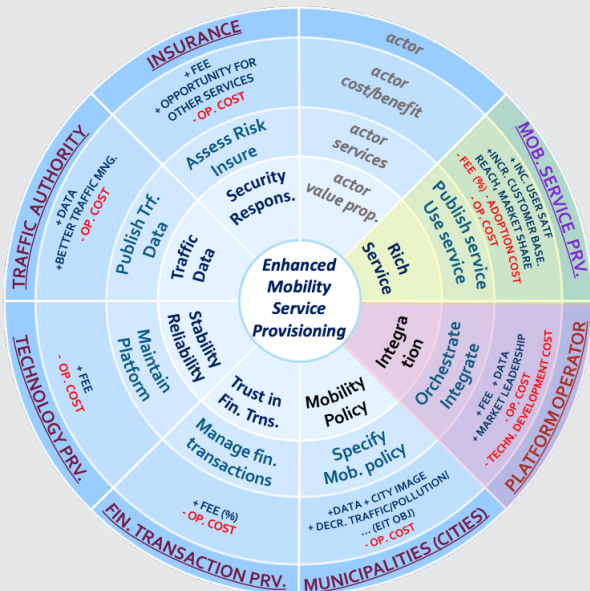 Enhanced
Mobility
Service
Provisioning
actor
actor
cost/benefit
actor
services
actor
value prop.
MOB. SERVICE PRV.
+ INC. USER SATF
+INCR. CUSTOMER BASE.
REACH, MARKET SHARE
- FEE (%) - ADOPTION COST
- OP. COST
Publish service
Use service
Rich
Service
PLATFORM OPERATOR
+ FEE + DATA
+ MARKET LEADERSHIP
- OP. COST
- TECHN. DEVELOPMENT COST
Orchestrate
Integrate
Integra
tion
MUNICIPALITIES (CITIES)
+DATA + CITY IMAGE
+ DECR. TRAFFIC/POLLUTION/
... (EIT OBJ)
- OP. COST
Specify
Mob. policy
Mobility
Policy
FIN. TRANSACTION PRV.
+ FEE (%)
- OP. COST
Manage fin.
transactions
Trust in
Fin. Trns.
TECHNOLOGY PRV.
+ FEE
- OP. COST
Maintain
Platform
Stability
Reliability
TRAFFIC AUTHORITY
+ DATA
+BETTER TRAFFIC MNG.
- OP. COST
Publish Trf.
Data
Traffic
Data
INSURANCE
+ FEE
+ OPPORTUNITY FOR
OTHER SERVICES
- OP. COST
Assess Risk
Insure
Security
Respons.